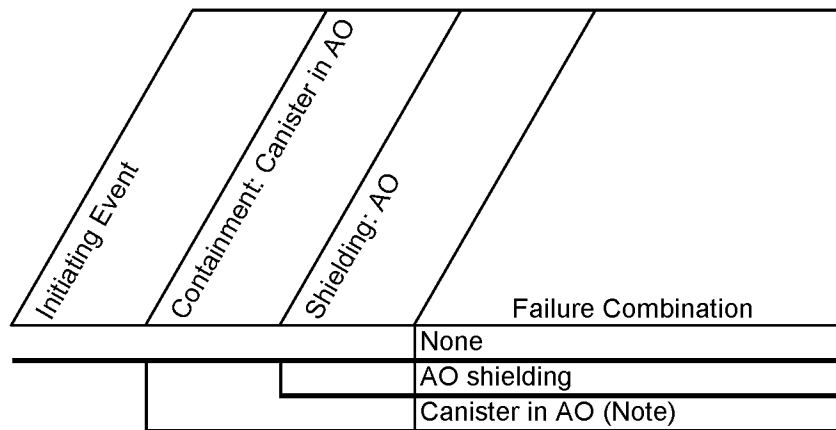 Initiating Event
Containment: Canister in AO
Shielding: AO
Failure Combination
None
AO shielding
Canister in AO (Note)